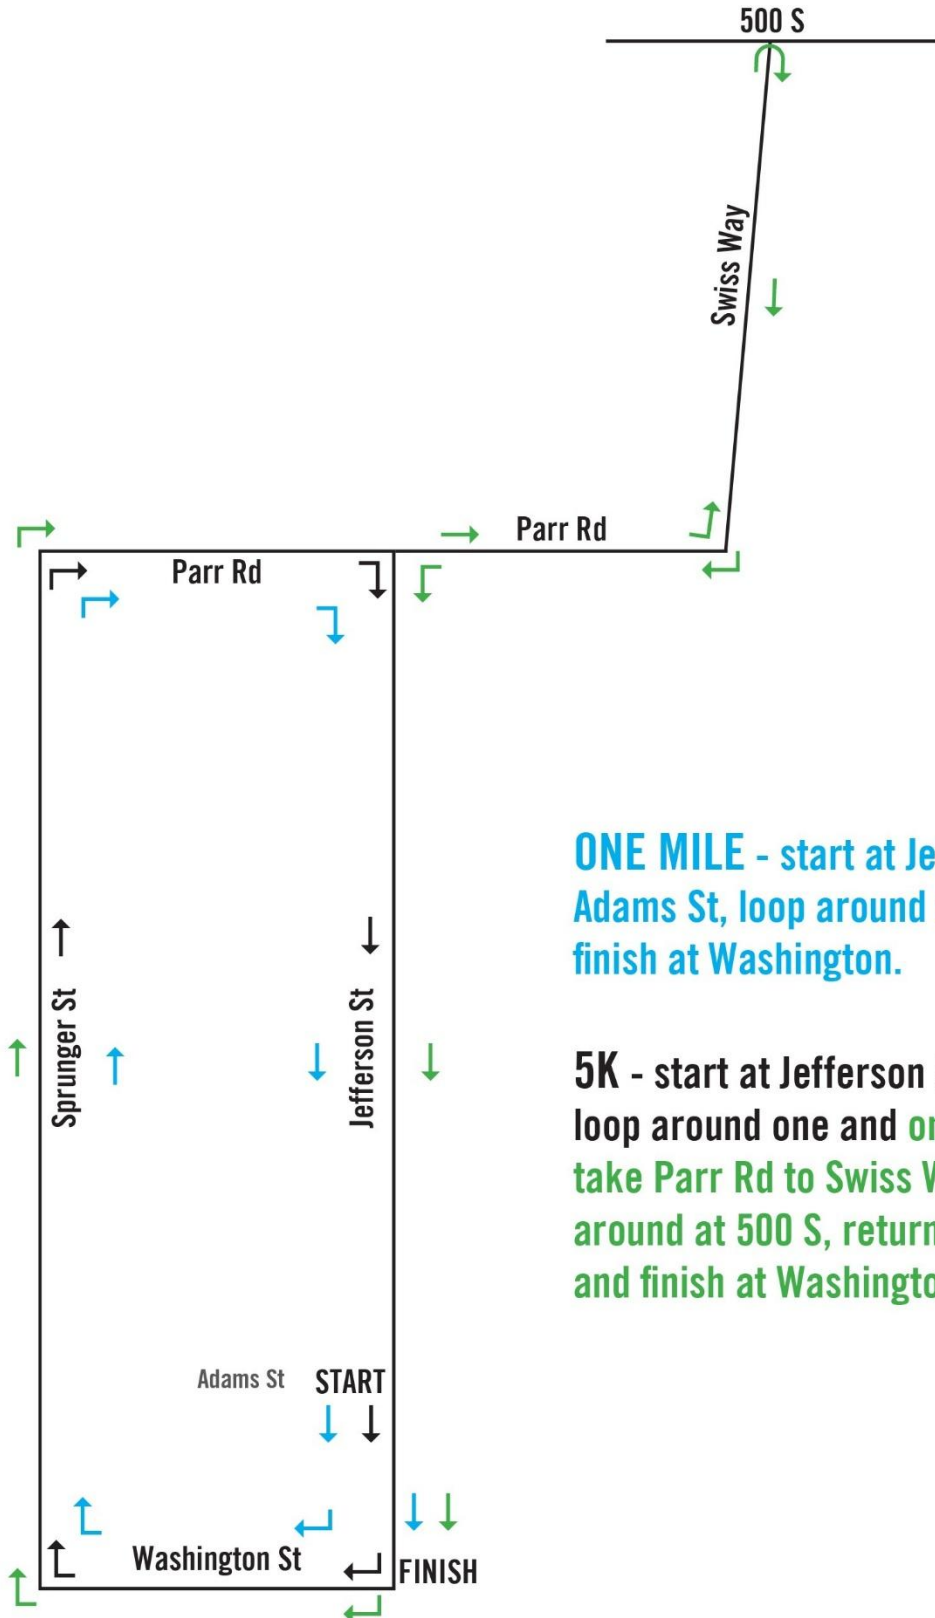 500 S
Swiss Way
Parr Rd
Parr Rd
ONE MILE - start at Je
Adams St, loop around
finish at Washington.
Sprunger St
Jefferson St
5K - start at Jefferson
loop around one and
take Parr Rd to Swiss
around at 500 S, return
and finish at Washingto
Adams St
START
Washington St
FINISH